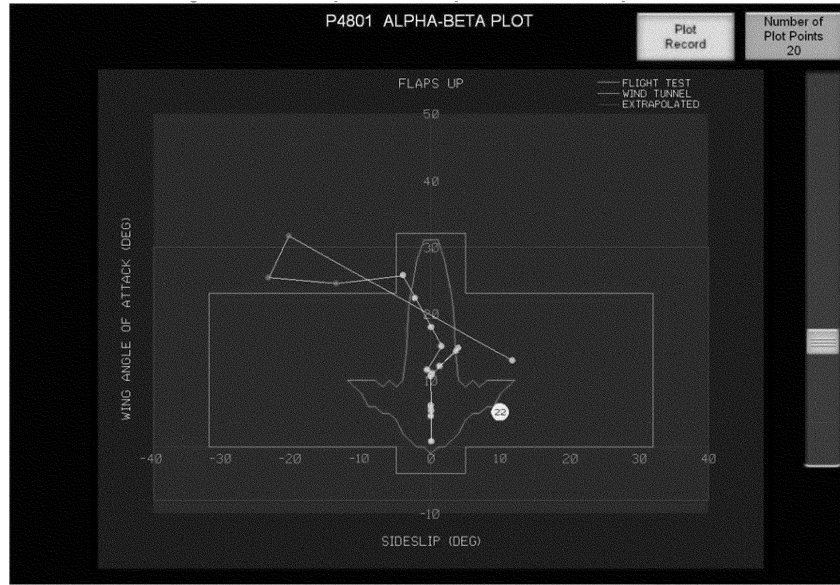 P4801 ALPHA-BETA PLOT
Plot
Record
Number of
Plot Points
20
FLAPS UP
FLIGHT TEST
WIND TUNNEL
EXTRAPOLATED
50
40
30
20
10
-40
-30
-20
-10
0
10
20
30
40
-10
22
WING ANGLE OF ATTACK (DEG)
SIDESLIP (DEG)